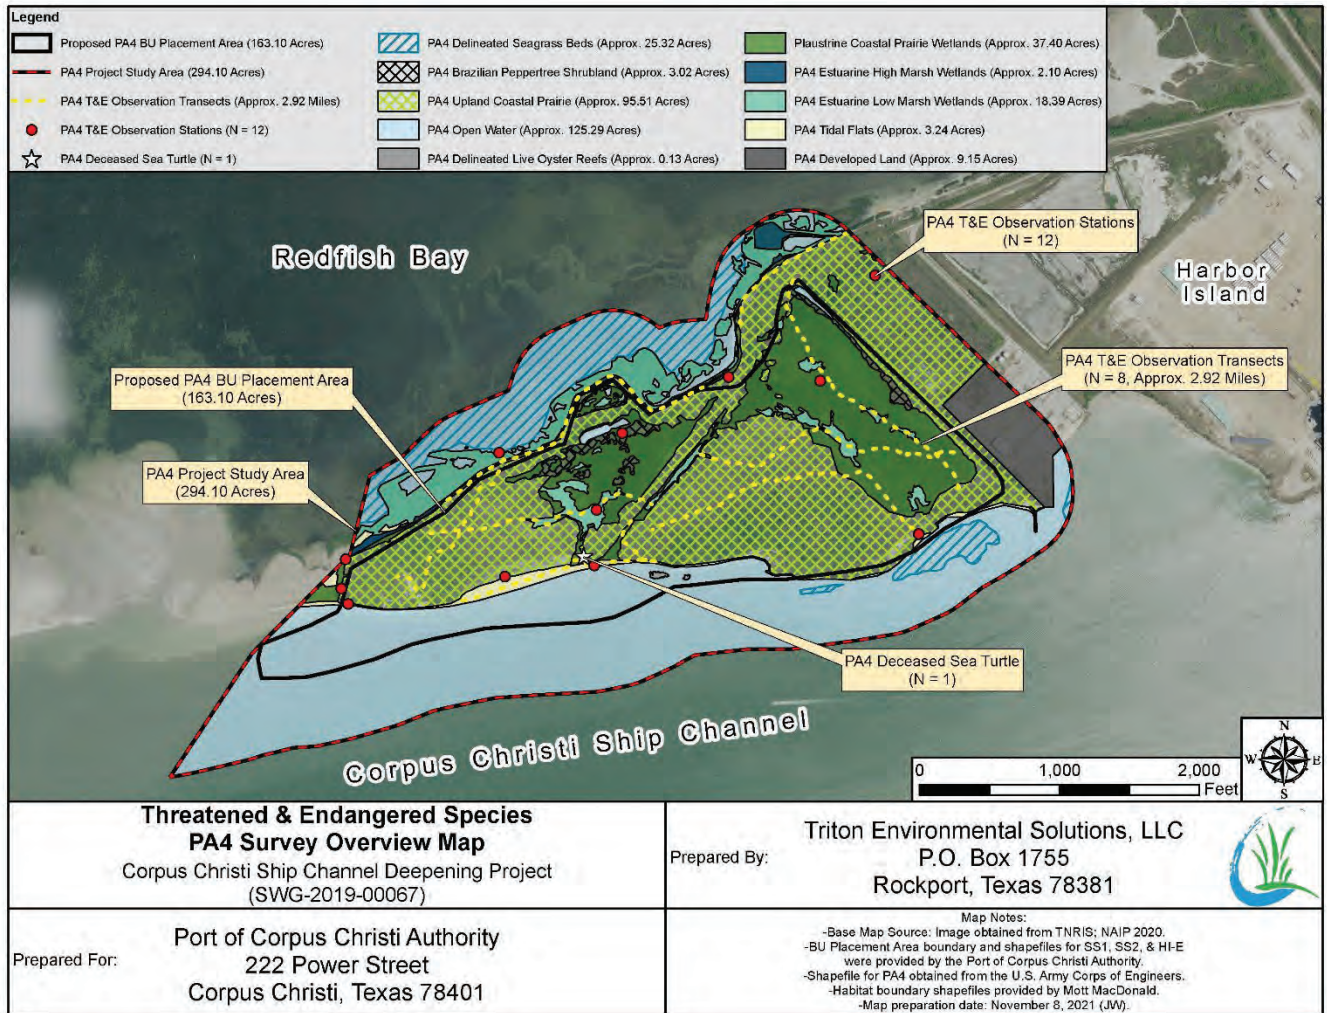 Legend
Proposed PA4 BU Placement Area (163.10 Acres)
PA4 Project Study Area (294.10 Acres)
PA4 T&E Observation Transects (Approx. 2.92 Miles)
PA4 T&E Observation Stations (N = 12)
PA4 Deceased Sea Turtle (N = 1)
PA4 Delineated Seagrass Beds (Approx. 25.32 Acres)
PA4 Brazilian Peppertree Shrubland (Approx. 3.02 Acres)
PA4 Upland Coastal Prairie (Approx. 95.51 Acres)
PA4 Open Water (Approx. 125.29 Acres)
PA4 Delineated Live Oyster Reefs (Approx. 0.13 Acres)
Plaustrine Coastal Prairie Wetlands (Approx. 37.40 Acres)
PA4 Estuarine High Marsh Wetlands (Approx. 2.10 Acres)
PA4 Estuarine Low Marsh Wetlands (Approx. 18.39 Acres)
PA4 Tidal Flats (Approx. 3.24 Acres)
PA4 Developed Land (Approx. 9.15 Acres)
Redfish Bay
PA4 T&E Observation Stations
(N = 12)
Harbor
Island
PA4 T&E Observation Transects
(N = 8, Approx. 2.92 Miles)
Proposed PA4 BU Placement Area
(163.10 Acres)
PA4 Project Study Area
(294.10 Acres)
PA4 Deceased Sea Turtle
(N = 1)
Corpus Christi Ship Channel
0 1,000 2,000
Feet
N
W E
S
Threatened & Endangered Species
PA4 Survey Overview Map
Corpus Christi Ship Channel Deepening Project
(SWG-2019-00067)
Prepared By:
Triton Environmental Solutions, LLC
P.O. Box 1755
Rockport, Texas 78381
Prepared For:
Port of Corpus Christi Authority
222 Power Street
Corpus Christi, Texas 78401
Map Notes:
-Base Map Source: Image obtained from TNRIS; NAIP 2020.
-BU Placement Area boundary and shapefiles for SS1, SS2, & HI-E
were provided by the Port of Corpus Christi Authority.
-Shapefile for PA4 obtained from the U.S. Army Corps of Engineers.
-Habitat boundary shapefiles provided by Mott MacDonald.
-Map preparation date: November 8, 2021 (JW).